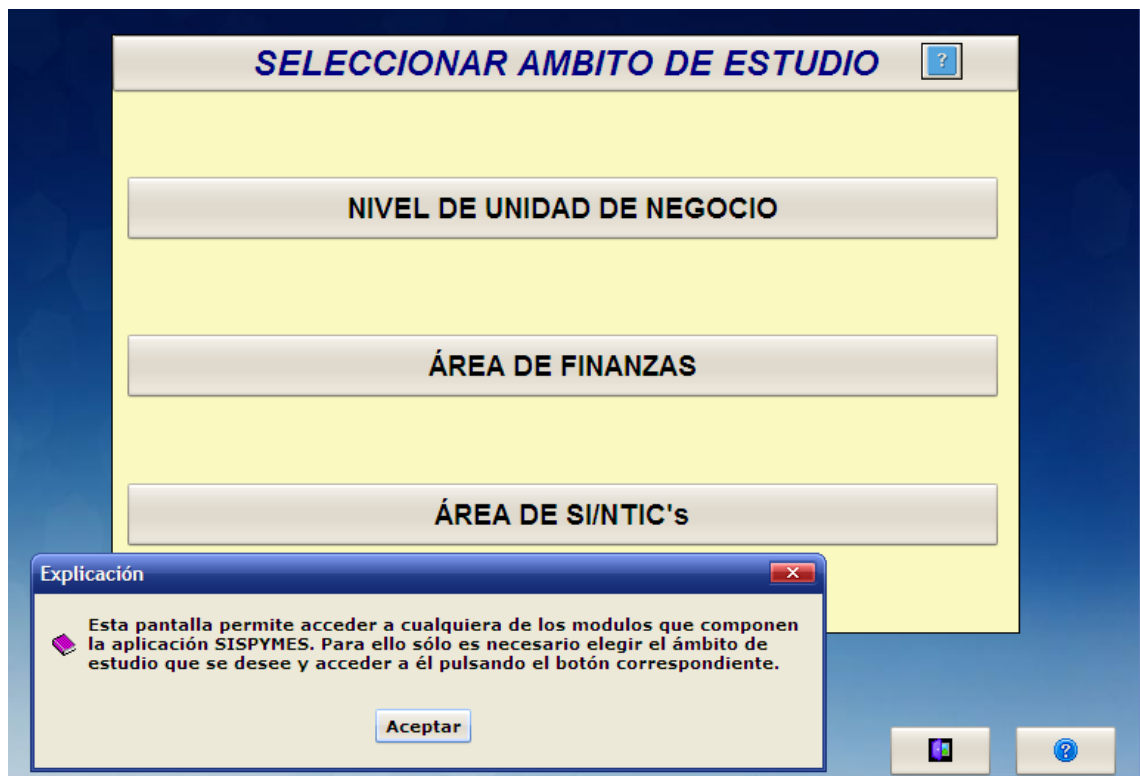 SELECCIONAR AMBITO DE ESTUDIO ?
NIVEL DE UNIDAD DE NEGOCIO
ÁREA DE FINANZAS
ÁREA DE SI/NTIC's
Explicación
Esta pantalla permite acceder a cualquiera de los modulos que componen
la aplicación SISPYMES. Para ello sólo es necesario elegir el ámbito de
estudio que se desee y acceder a él pulsando el botón correspondiente.
Aceptar
?